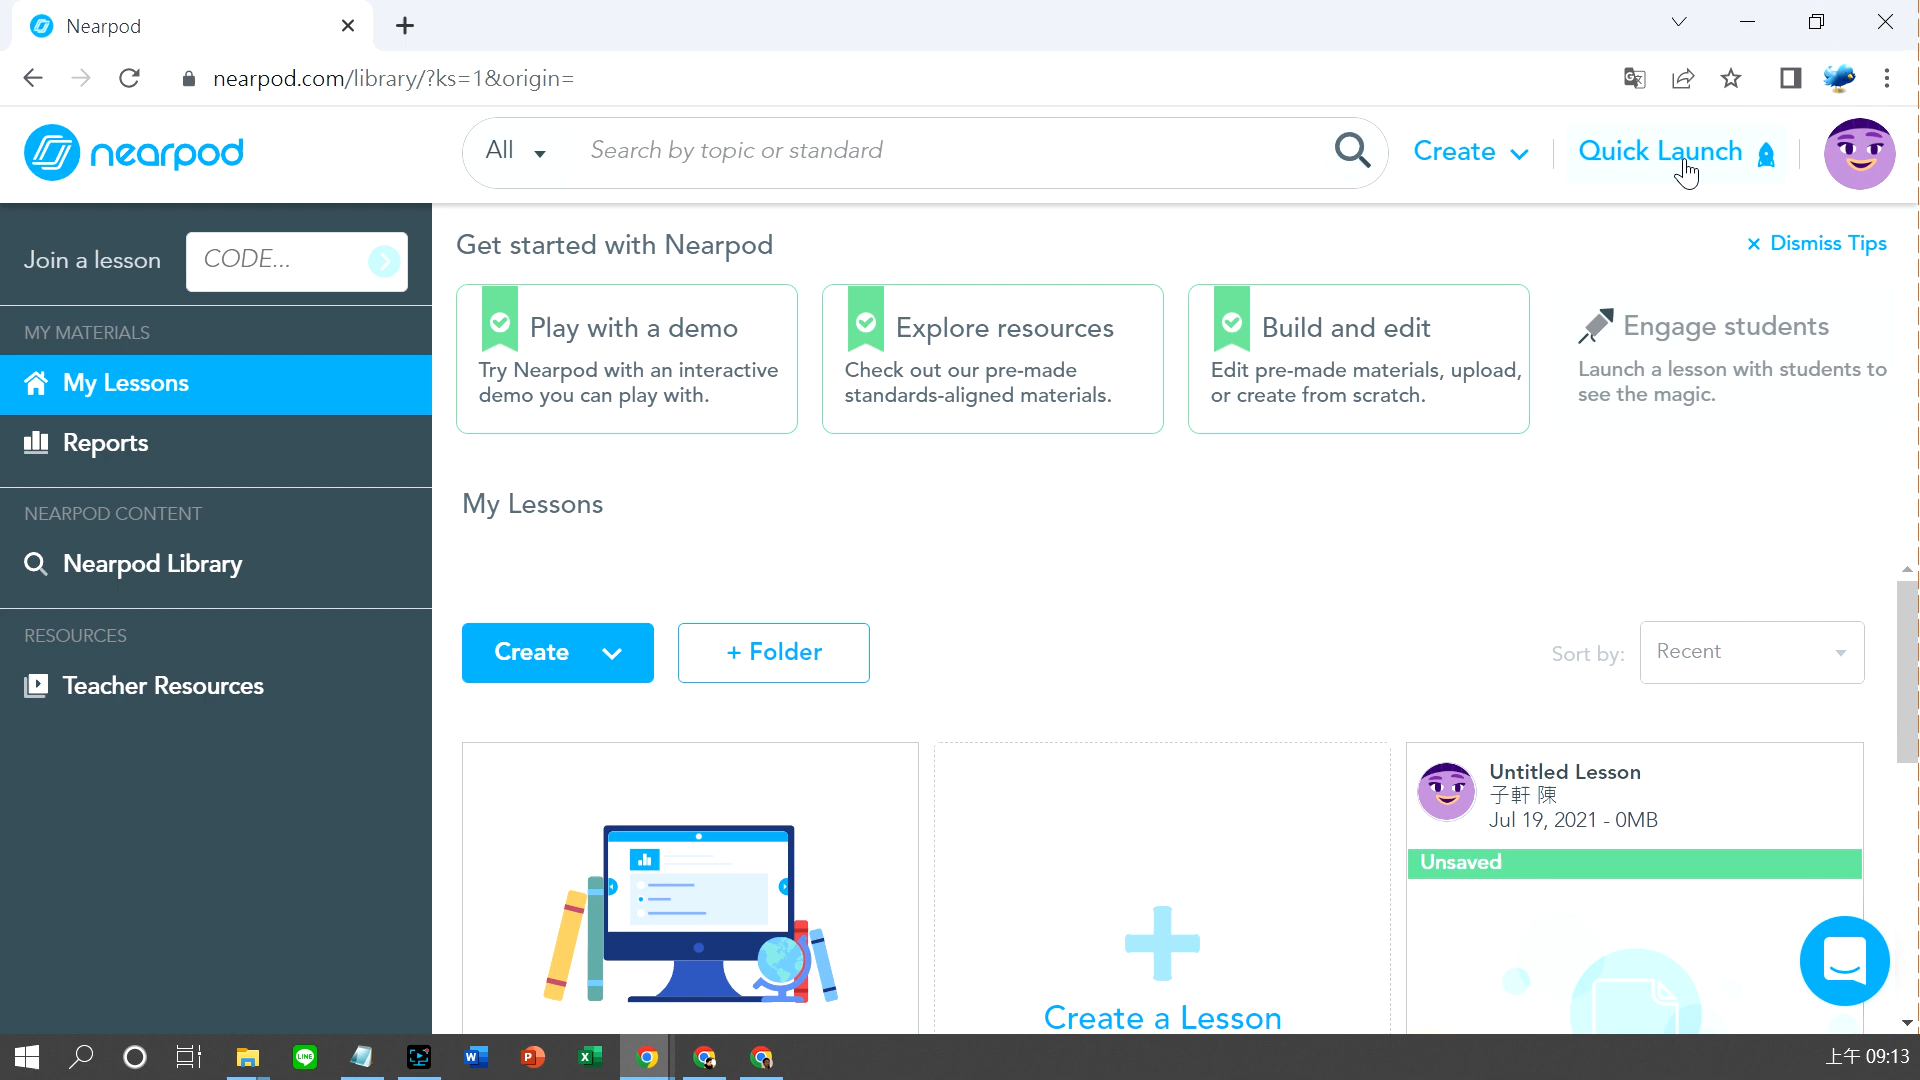 Nearpod
nearpod.com/library/?ks=1&origin=
nearpod
All
Search by topic or standard
Create
Quick Launch
Join a lesson
CODE...
MY MATERIALS
My Lessons
Reports
NEARPOD CONTENT
Nearpod Library
RESOURCES
Teacher Resources
Get started with Nearpod
× Dismiss Tips
Play with a demo
Try Nearpod with an interactive
demo you can play with.
Explore resources
Check out our pre-made
standards-aligned materials.
Build and edit
Edit pre-made materials, upload,
or create from scratch.
Engage students
Launch a lesson with students to
see the magic.
My Lessons
Create
+ Folder
Sort by:
Recent
Create a Lesson
Untitled Lesson
子軒 陳
Jul 19, 2021 - 0MB
Unsaved
上午 09:13